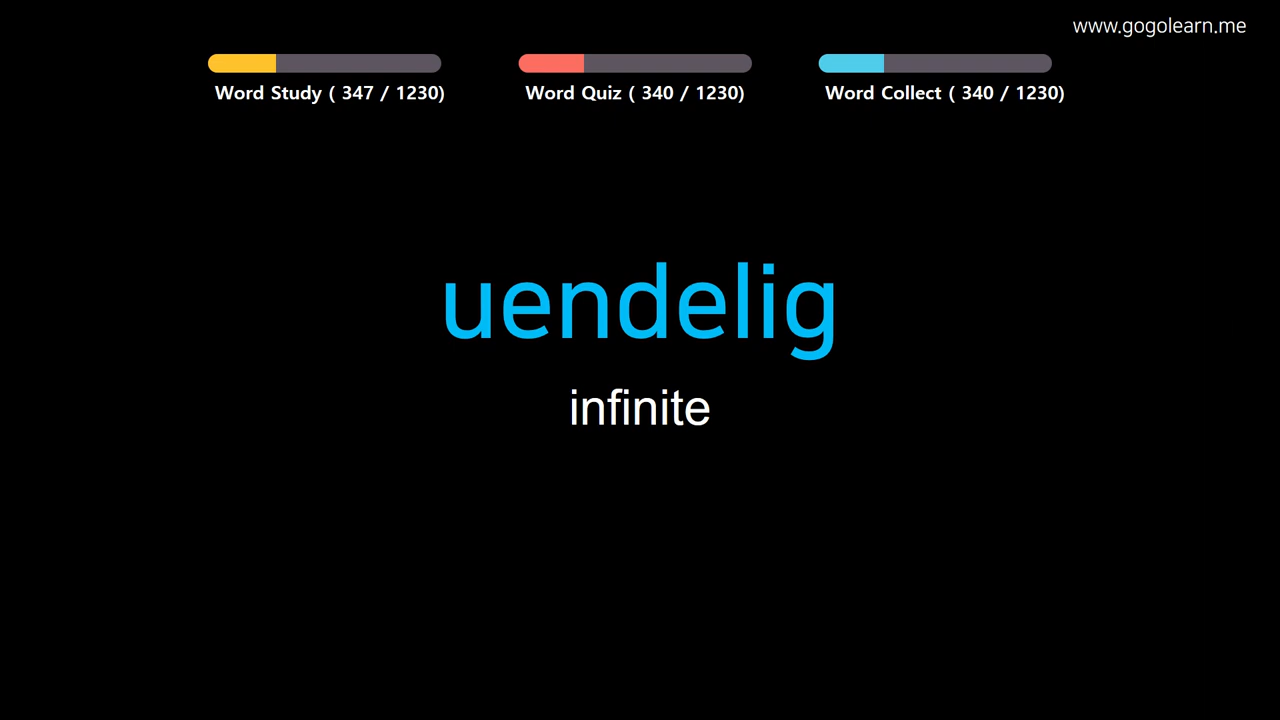 www.gogolearn.me
Word Study ( 347 / 1230)
Word Quiz ( 340 / 1230)
Word Collect ( 340 / 1230)
uendelig
infinite